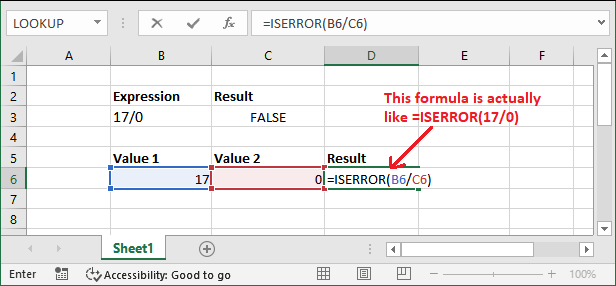 LOOKUP
fx
=ISERROR(B6/C6)
A B C D E F
1
2 Expression Result
This formula is actually
3 17/0 FALSE
like =ISERROR(17/0)
4
5 Value 1 Value 2 Result
6 17 0 =ISERROR(B6/C6)
7
8
Sheet1
Enter Accessibility: Good to go 100%